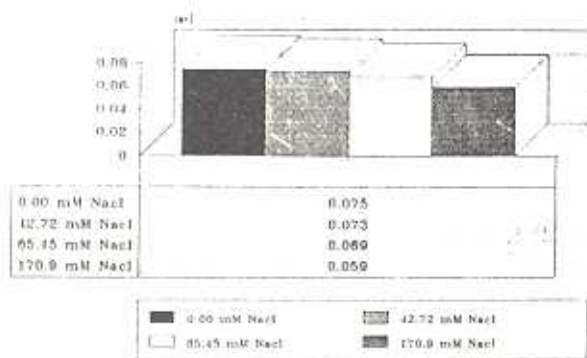 [a]
0.08
0.06
0.04
0.02
0
0.00 mM Nacl 0.075
42.72 mM Nacl 0.073
85.45 mM Nacl 0.069
170.9 mM Nacl 0.059
0.00 mM Nacl 42.72 mM Nacl
85.45 mM Nacl 170.9 mM Nacl